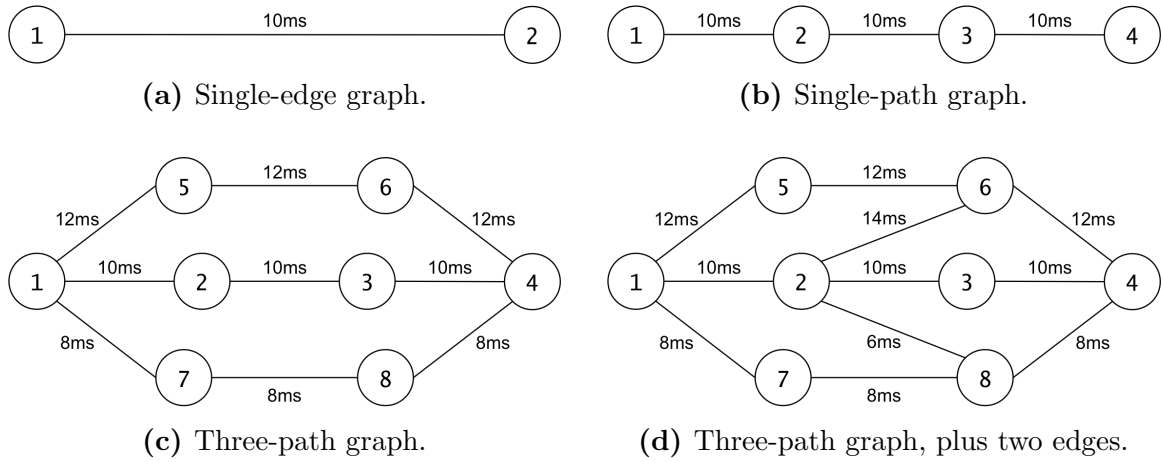 1 10ms 2
(a) Single-edge graph.
1 10ms 2 10ms 3 10ms 4
(b) Single-path graph.
5 12ms 6
12ms 12ms
1 10ms 2 10ms 3 10ms 4
8ms 8ms
7 8ms 8
(c) Three-path graph.
5 12ms 6
12ms 14ms 12ms
1 10ms 2 10ms 3 10ms 4
8ms 6ms 8ms
7 8ms 8
(d) Three-path graph, plus two edges.